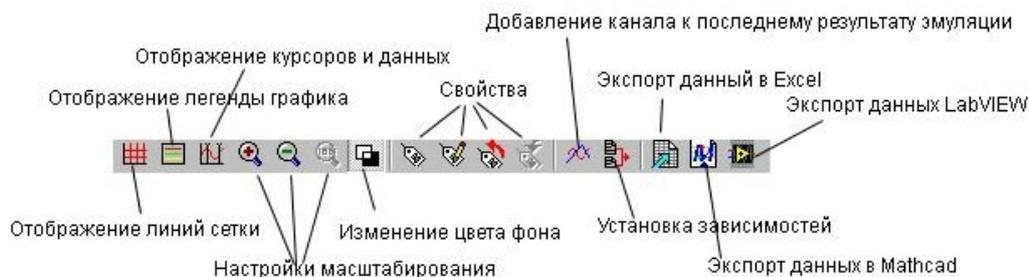 Добавление канала к последнему результату эмуляции
Отображение курсоров и данных
Экспорт данный в Excel
Свойства
Отображение легенды графика
Экспорт данных LabVIEW
Отображение линий сетки
Изменение цвета фона
Установка зависимостей
Настройки масштабирования
Экспорт данных в Mathcad